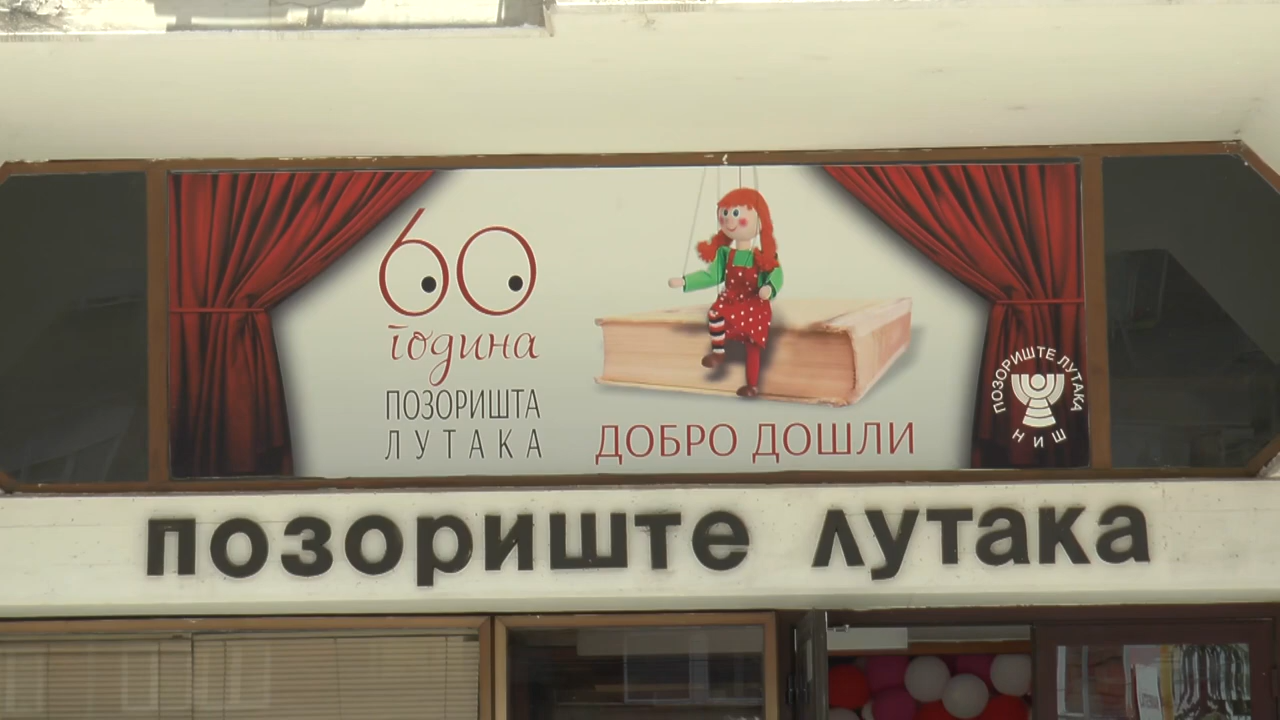 60
година
ПОЗОРИШТА
ЛУТАКА
ДОБРО ДОШЛИ
ПОЗОРИШТЕ ЛУТАКА
НИШ
позориште лутака